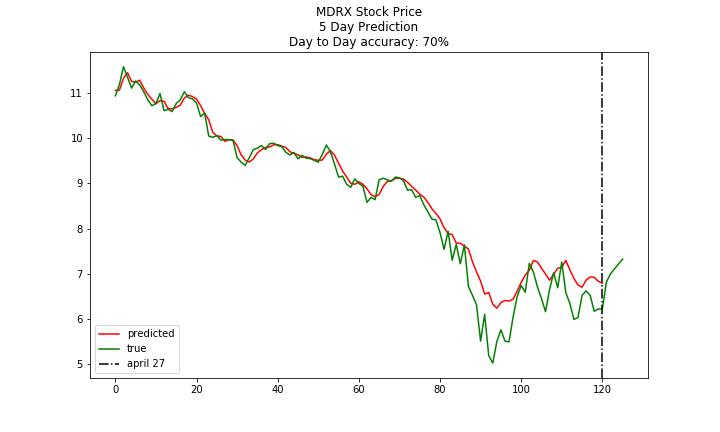 MDRX Stock Price
5 Day Prediction
Day to Day accuracy: 70%
11
10
9
8
7
6
5
predicted
true
april 27
0 20 40 60 80 100 120